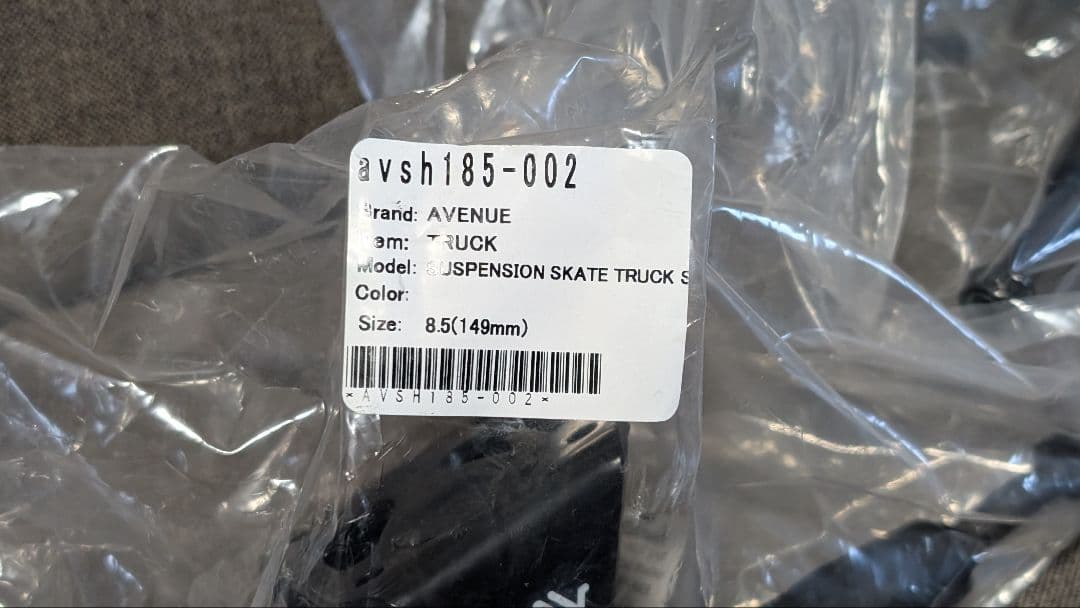 avsh185-002
Brand: AVENUE
Item: TRUCK
Model: SUSPENSION SKATE TRUCK S
Color:
Size: 8.5(149mm)
*AVSH185-002*